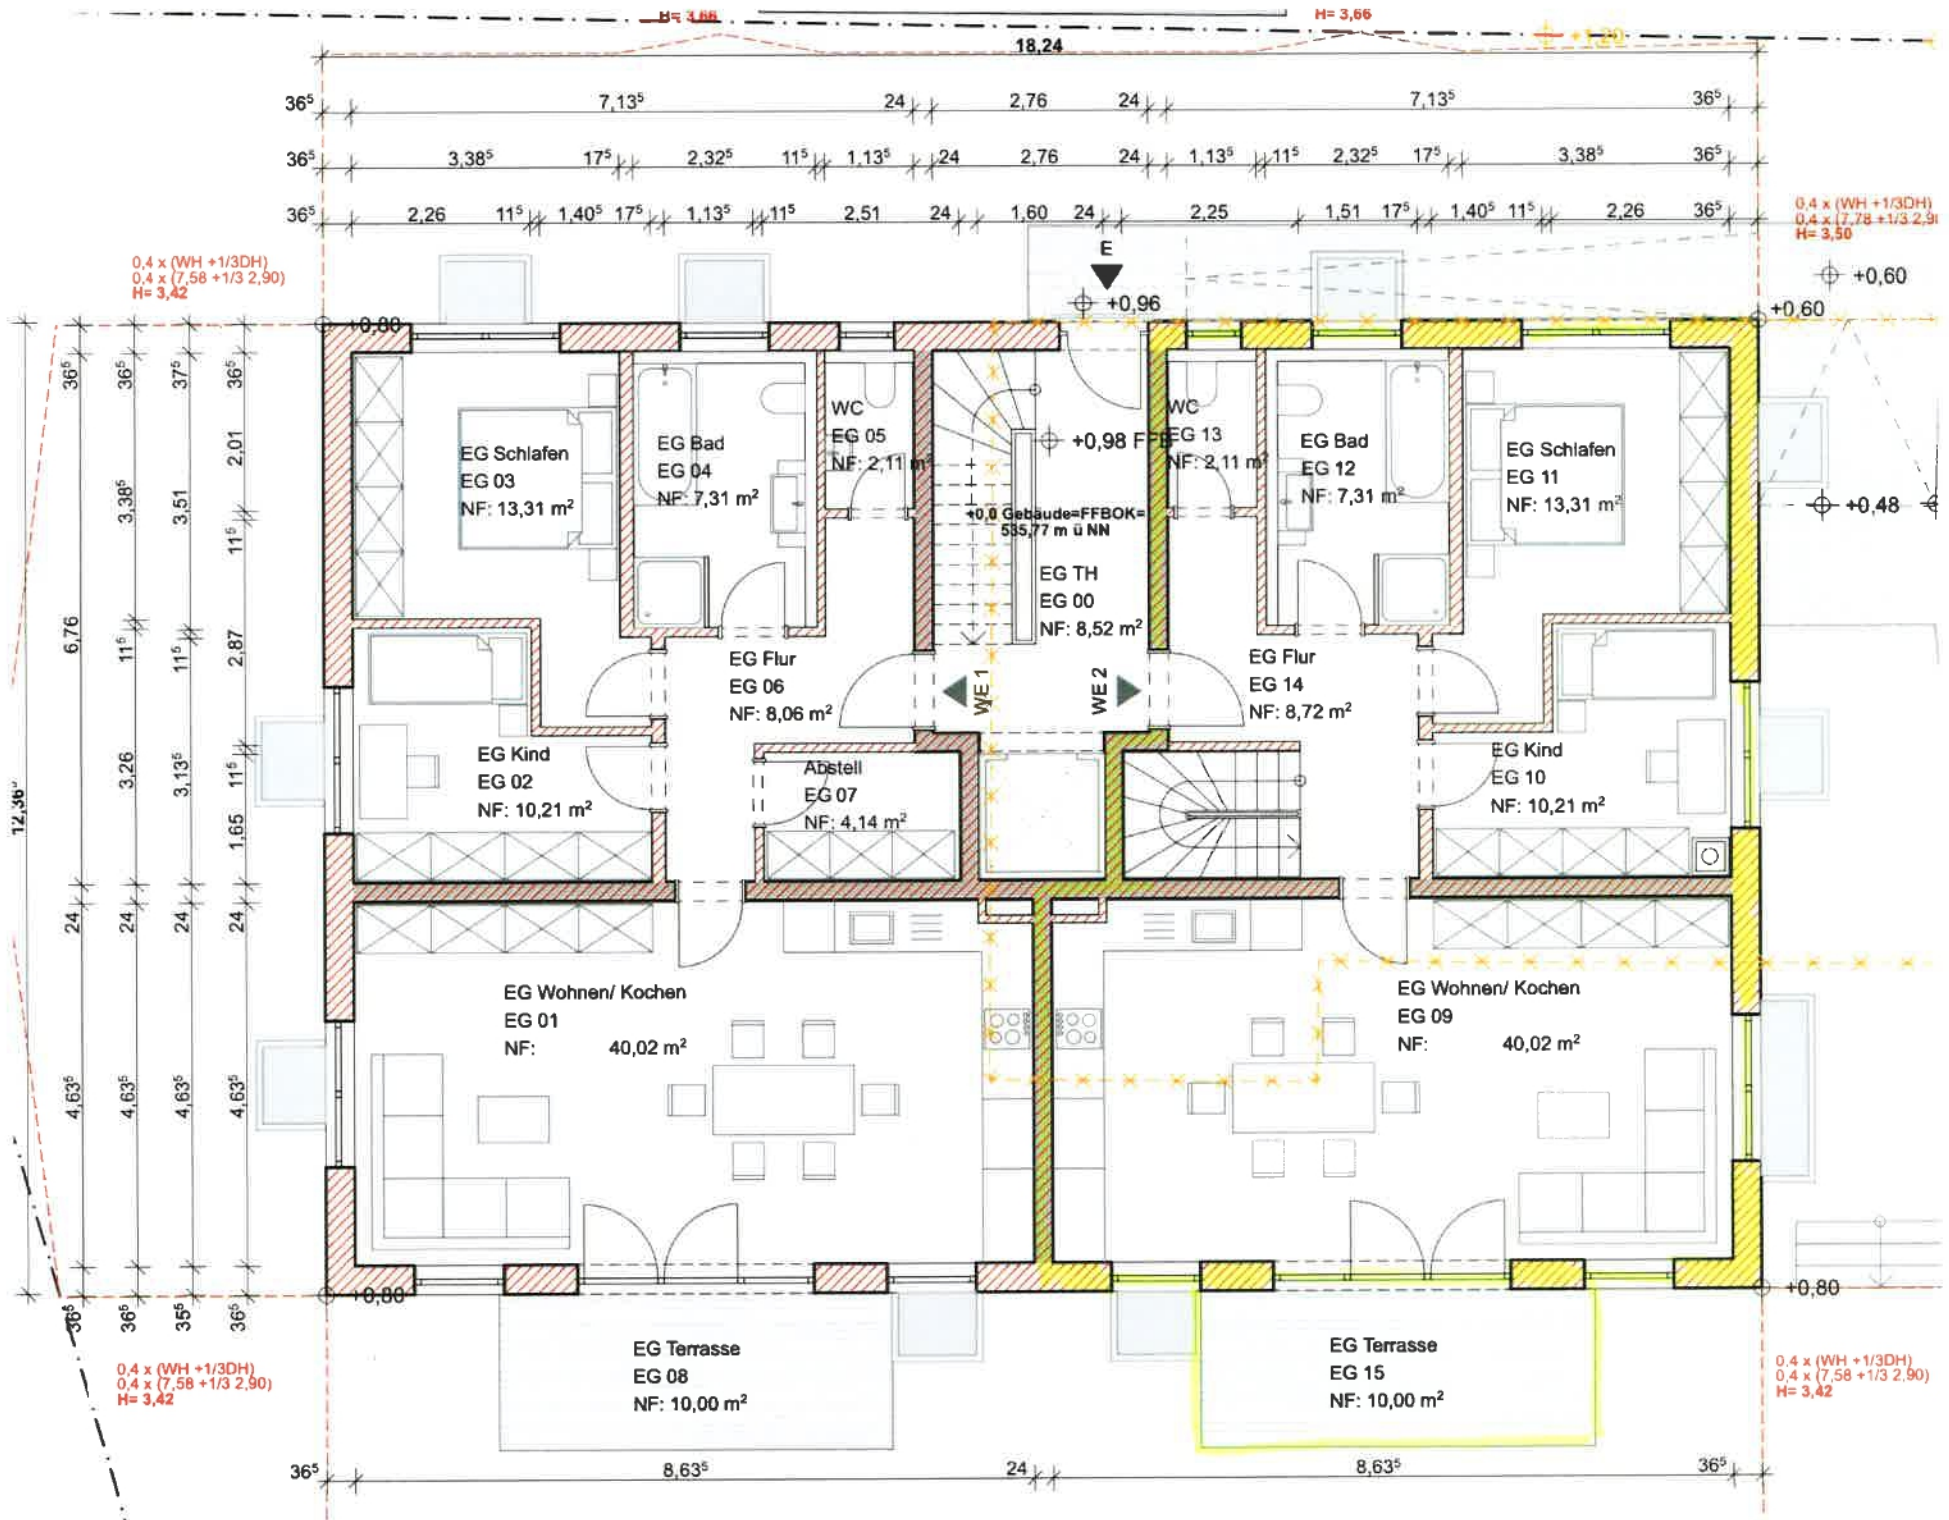 H= 3,66
H= 3,66
+1,20
18,24
36⁵ 7,13⁵ 24 2,76 24 7,13⁵ 36⁵
36⁵ 3,38⁵ 17⁵ 2,32⁵ 11⁵ 1,13⁵ 24 2,76 24 1,13⁵ 11⁵ 2,32⁵ 17⁵ 3,38⁵ 36⁵
36⁵ 2,26 11⁵ 1,40⁵ 17⁵ 1,13⁵ 11⁵ 2,51 24 1,60 24 2,25 1,51 17⁵ 1,40⁵ 11⁵ 2,26 36⁵
0,4 x (WH +1/3DH)
0,4 x (7,78 +1/3 2,9
H= 3,50
0,4 x (WH +1/3DH)
0,4 x (7,58 +1/3 2,90)
H= 3,42
E
+0,96
+0,60
+0,60
+0,80
WC
EG 05
NF: 2,11 m²
+0,98 FF
WC
EG 13
NF: 2,11 m²
EG Schlafen
EG 03
NF: 13,31 m²
EG Bad
EG 04
NF: 7,31 m²
EG Bad
EG 12
NF: 7,31 m²
EG Schlafen
EG 11
NF: 13,31 m²
+0,48
+0,0 Gebäude=FFBOK=
535,77 m ü NN
EG TH
EG 00
NF: 8,52 m²
EG Flur
EG 06
NF: 8,06 m²
WE 1
WE 2
EG Flur
EG 14
NF: 8,72 m²
EG Kind
EG 02
NF: 10,21 m²
Abstell
EG 07
NF: 4,14 m²
EG Kind
EG 10
NF: 10,21 m²
12,36⁵
36⁵ 6,76 24 4,63⁵ 36⁵
36⁵ 3,38⁵ 11⁵ 3,26 24 4,63⁵ 36⁵
37⁵ 3,51 11⁵ 3,13⁵ 24 4,63⁵ 35⁵
36⁵ 2,01 11⁵ 2,87 11⁵ 1,65 24 4,63⁵ 36⁵
EG Wohnen/ Kochen
EG 01
NF: 40,02 m²
EG Wohnen/ Kochen
EG 09
NF: 40,02 m²
+0,80
+0,80
EG Terrasse
EG 08
NF: 10,00 m²
EG Terrasse
EG 15
NF: 10,00 m²
0,4 x (WH +1/3DH)
0,4 x (7,58 +1/3 2,90)
H= 3,42
0,4 x (WH +1/3DH)
0,4 x (7,58 +1/3 2,90)
H= 3,42
36⁵ 8,63⁵ 24 8,63⁵ 36⁵